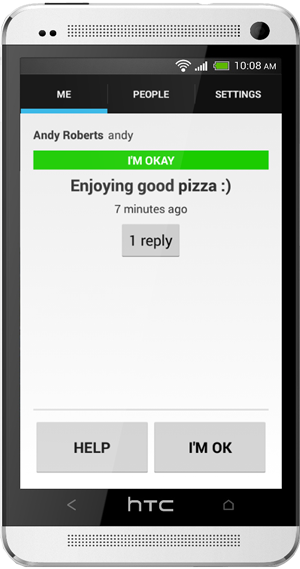 10:08 AM
ME PEOPLE SETTINGS
Andy Roberts andy
I'M OKAY
Enjoying good pizza :)
7 minutes ago
1 reply
HELP I'M OK
hTC